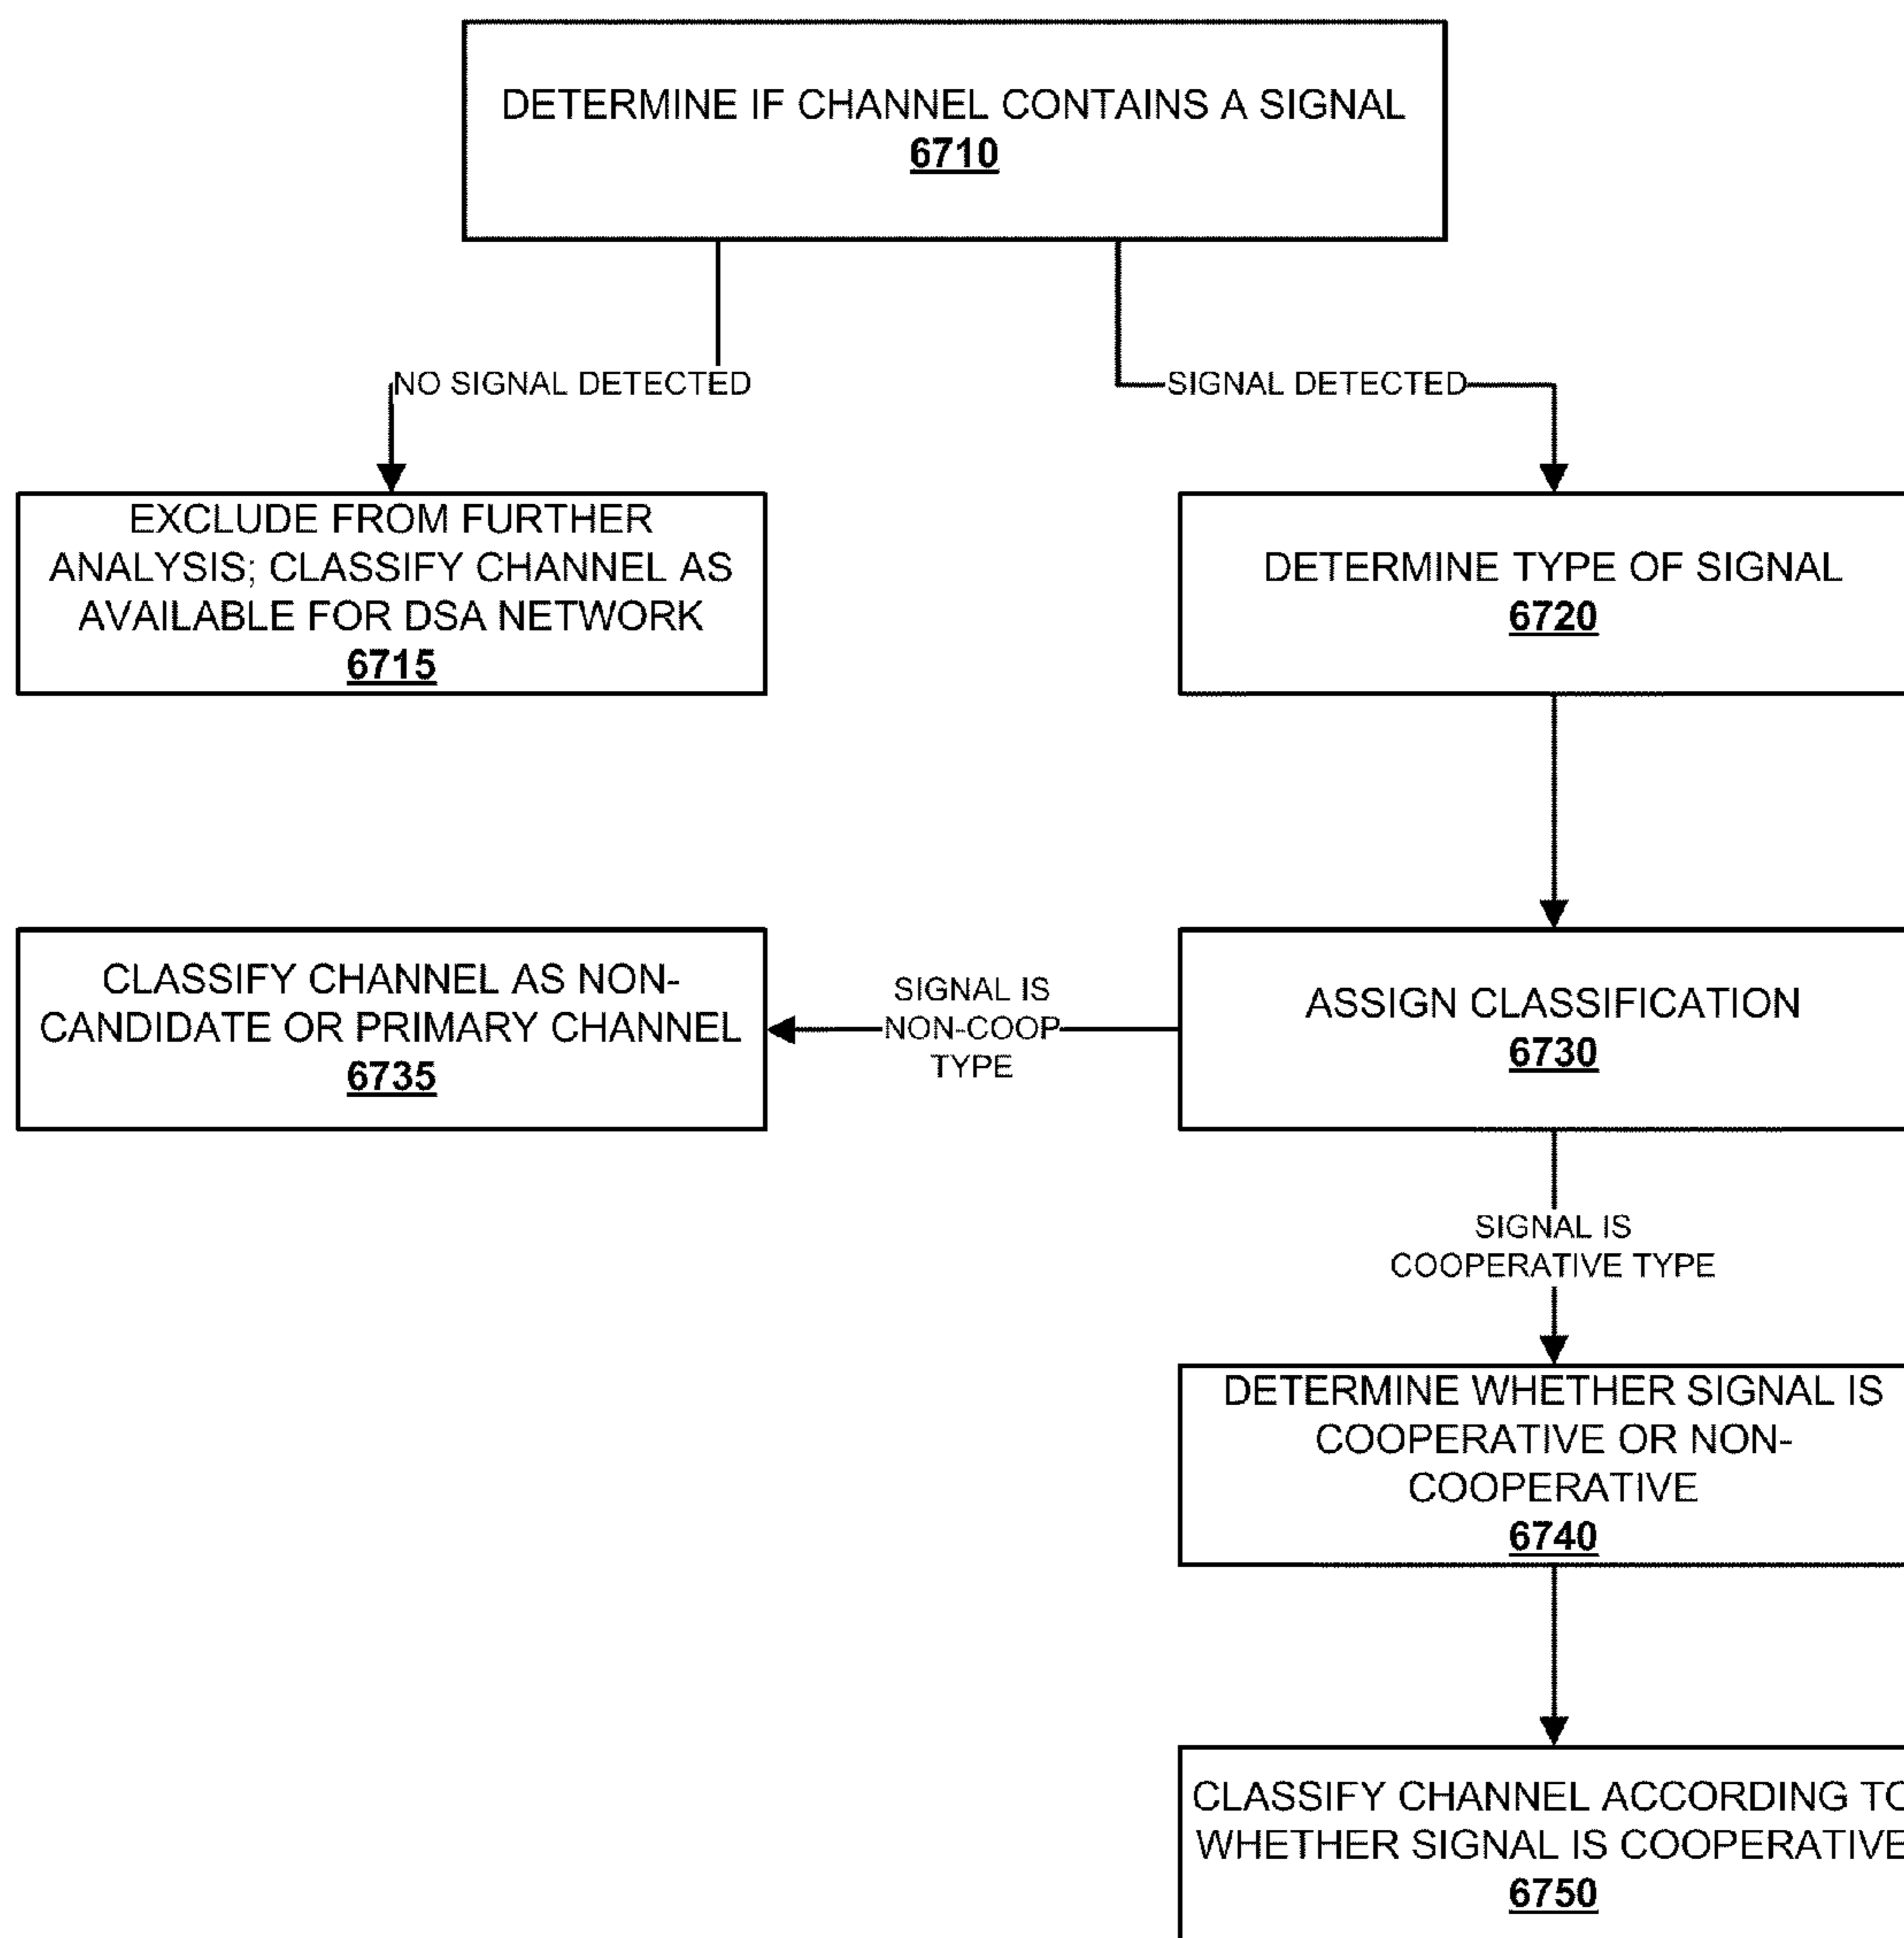 DETERMINE IF CHANNEL CONTAINS A SIGNAL
6710
NO SIGNAL DETECTED
SIGNAL DETECTED
EXCLUDE FROM FURTHER
ANALYSIS; CLASSIFY CHANNEL AS
AVAILABLE FOR DSA NETWORK
6715
DETERMINE TYPE OF SIGNAL
6720
CLASSIFY CHANNEL AS NON-
CANDIDATE OR PRIMARY CHANNEL
6735
SIGNAL IS
NON-COOP
TYPE
ASSIGN CLASSIFICATION
6730
SIGNAL IS
COOPERATIVE TYPE
DETERMINE WHETHER SIGNAL IS
COOPERATIVE OR NON-
COOPERATIVE
6740
CLASSIFY CHANNEL ACCORDING TO
WHETHER SIGNAL IS COOPERATIVE
6750